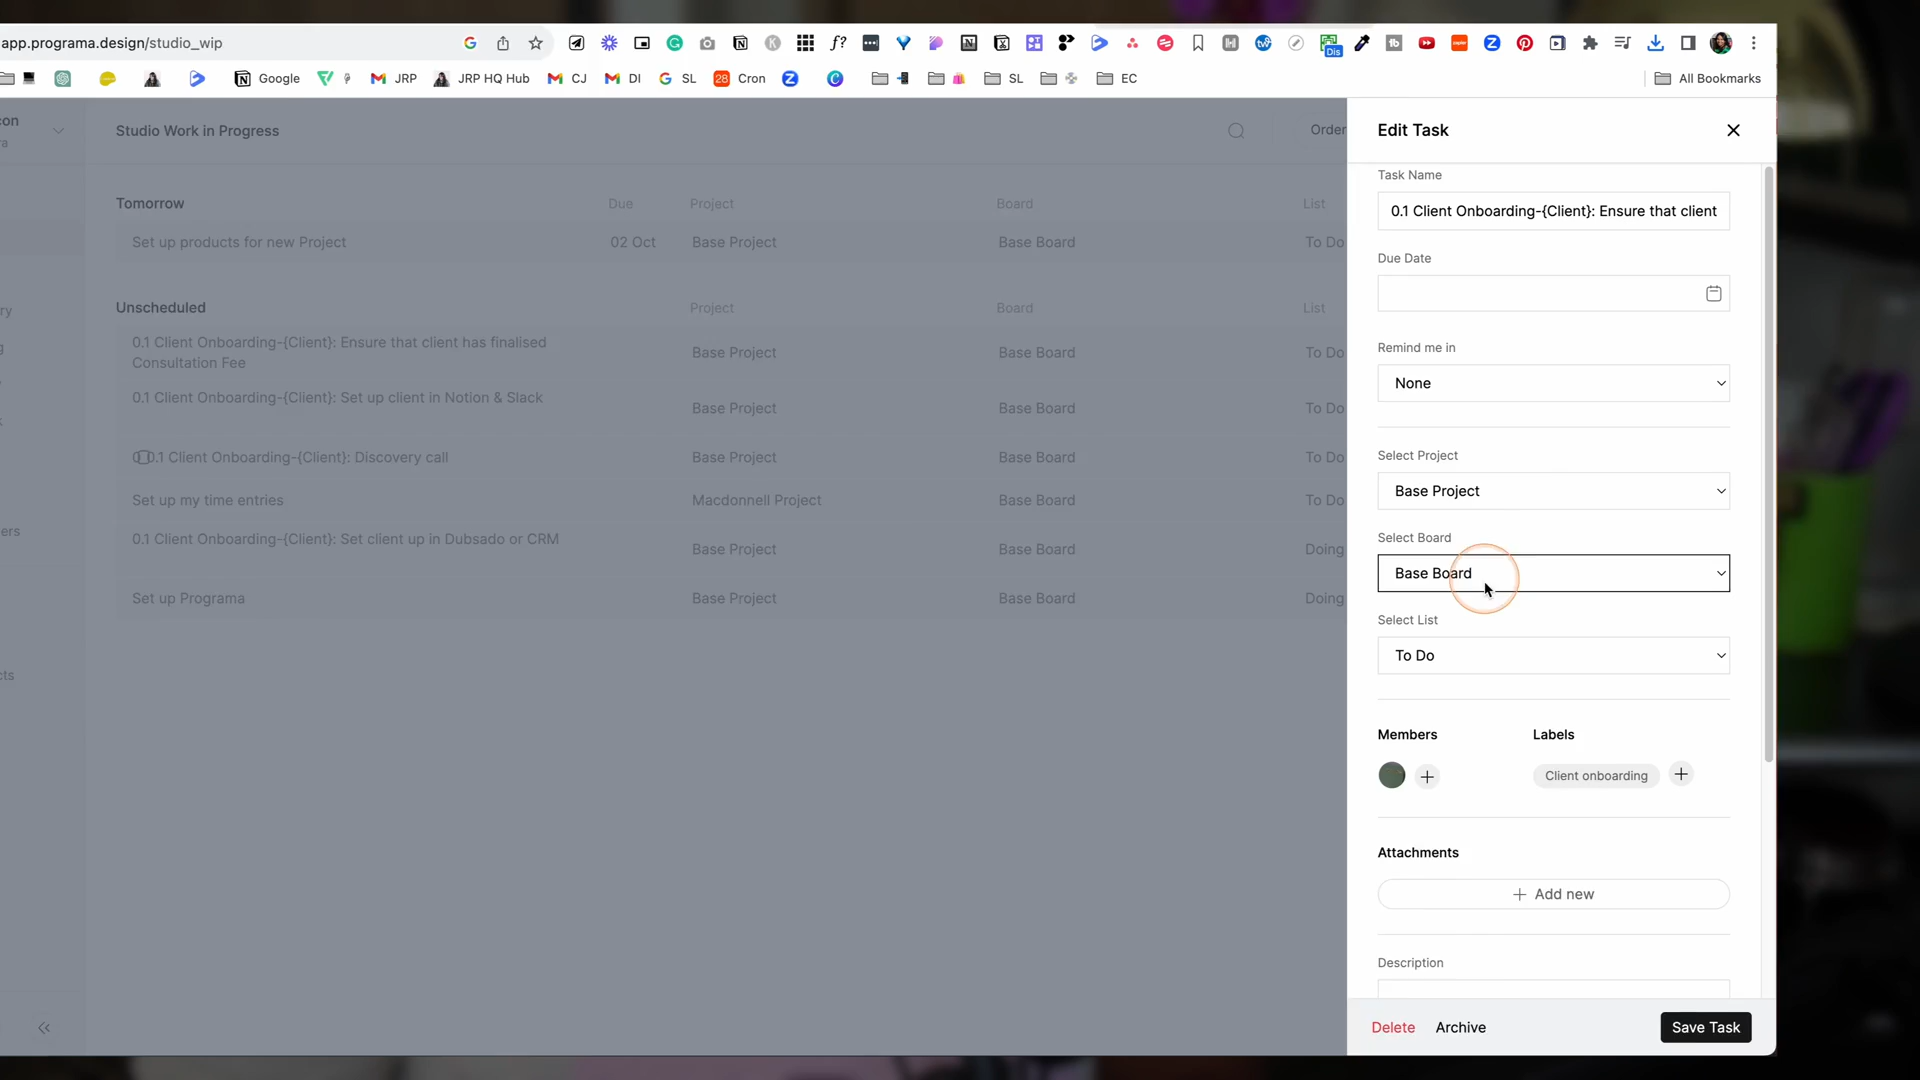 app.programa.design/studio_wip
Dis
Google
JRP
JRP HQ Hub
CJ
DI
SL
28 Cron
SL
EC
All Bookmarks
Studio Work in Progress
Order
Tomorrow Due Project Board List
Set up products for new Project 02 Oct Base Project Base Board To Do
Unscheduled Project Board List
0.1 Client Onboarding-{Client}: Ensure that client has finalised
Consultation Fee
Base Project Base Board To Do
0.1 Client Onboarding-{Client}: Set up client in Notion & Slack
Base Project Base Board To Do
0.1 Client Onboarding-{Client}: Discovery call Base Project Base Board To Do
Set up my time entries Macdonnell Project Base Board To Do
0.1 Client Onboarding-{Client}: Set client up in Dubsado or CRM
Base Project Base Board Doing
Set up Programa Base Project Base Board Doing
Edit Task
Task Name
0.1 Client Onboarding-{Client}: Ensure that client
Due Date
Remind me in
None
Select Project
Base Project
Select Board
Base Board
Select List
To Do
Members Labels
Client onboarding
Attachments
Add new
Description
Delete Archive Save Task